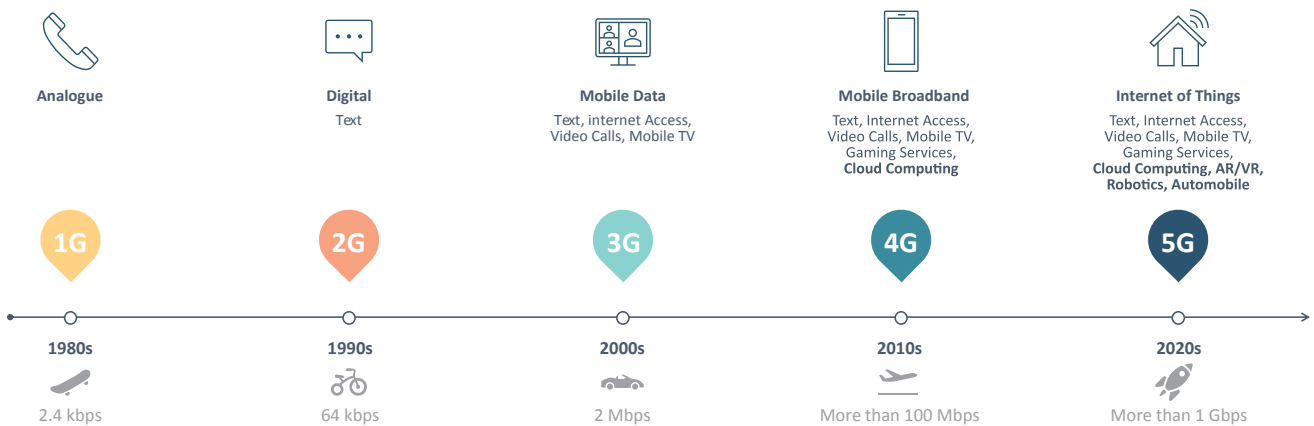 Analogue
Digital
Text
Mobile Data
Text, internet Access,
Video Calls, Mobile TV
Mobile Broadband
Text, Internet Access,
Video Calls, Mobile TV,
Gaming Services,
Cloud Computing
Internet of Things
Text, Internet Access,
Video Calls, Mobile TV,
Gaming Services,
Cloud Computing, AR/VR,
Robotics, Automobile
1G
2G
3G
4G
5G
1980s
1990s
2000s
2010s
2020s
2.4 kbps
64 kbps
2 Mbps
More than 100 Mbps
More than 1 Gbps